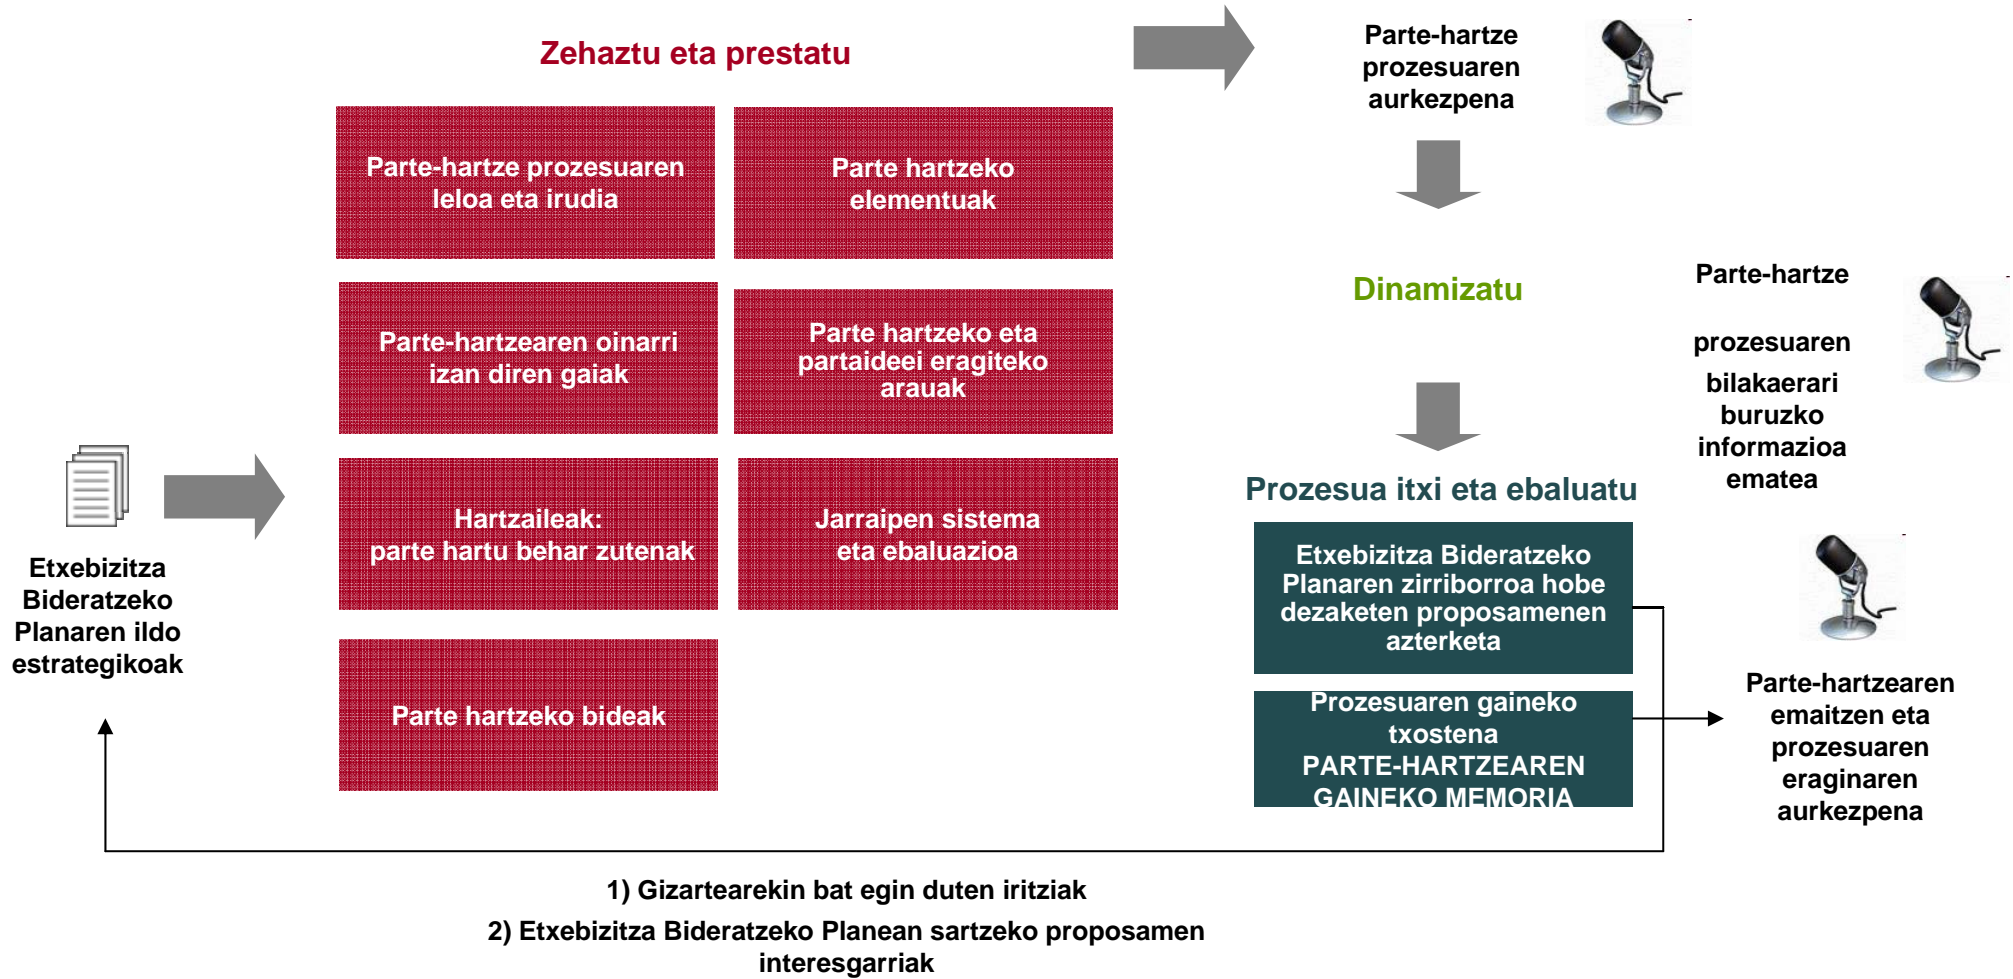 Zehaztu eta prestatu
Parte-hartze prozesuaren
leloa eta irudia
Parte hartzeko
elementuak
Parte-hartzearen oinarri
izan diren gaiak
Parte hartzeko eta
partaideei eragiteko
arauak
Hartzaileak:
parte hartu behar zutenak
Jarraipen sistema
eta ebaluazioa
Parte hartzeko bideak
Etxebizitza
Bideratzeko
Planaren ildo
estrategikoak
Parte-hartze
prozesuaren
aurkezpena
Dinamizatu
Parte-hartze
prozesuaren
bilakaerari
buruzko
informazioa
ematea
Prozesua itxi eta ebaluatu
Etxebizitza Bideratzeko
Planaren zirriborroa hobe
dezaketen proposamenen
azterketa
Prozesuaren gaineko
txostena
PARTE-HARTZEAREN
GAINEKO MEMORIA
Parte-hartzearen
emaitzen eta
prozesuaren
eraginaren
aurkezpena
1) Gizartearekin bat egin duten iritziak
2) Etxebizitza Bideratzeko Planean sartzeko proposamen
interesgarriak